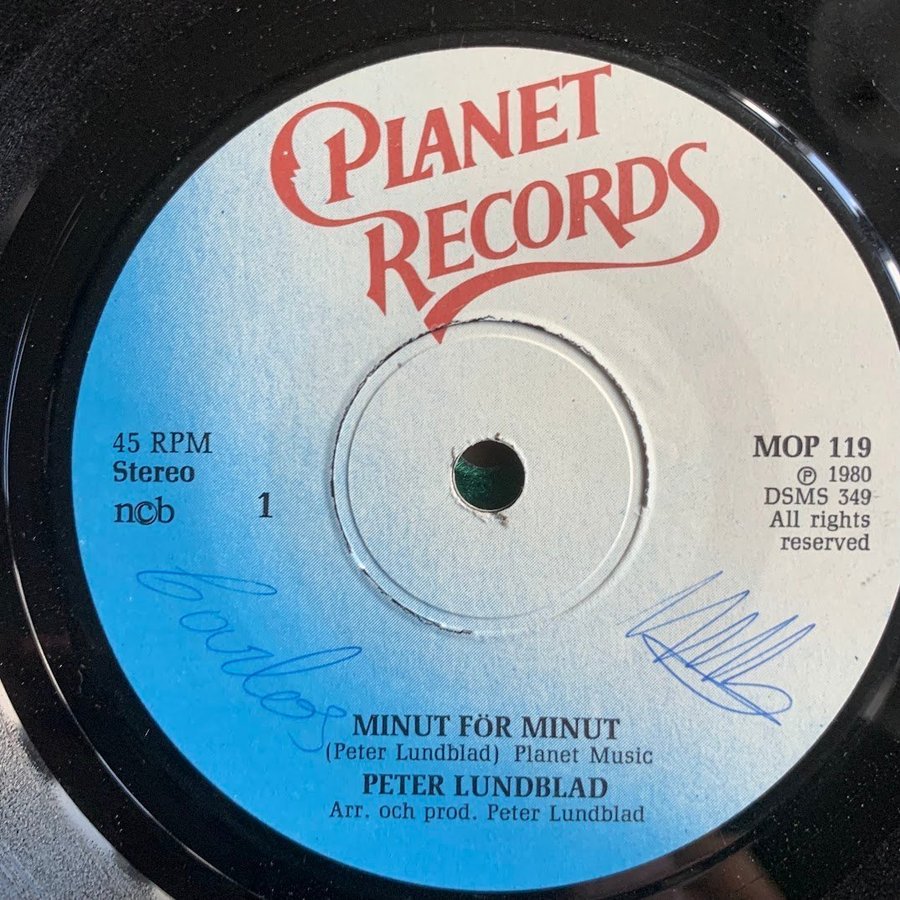 PLANET
RECORDS
45 RPM
Stereo
ncb
1
MOP 119
Ⓟ 1980
DSMS 349
All rights
reserved
Carlos
MINUT FÖR MINUT
(Peter Lundblad) Planet Music
PETER LUNDBLAD
Arr. och prod. Peter Lundblad